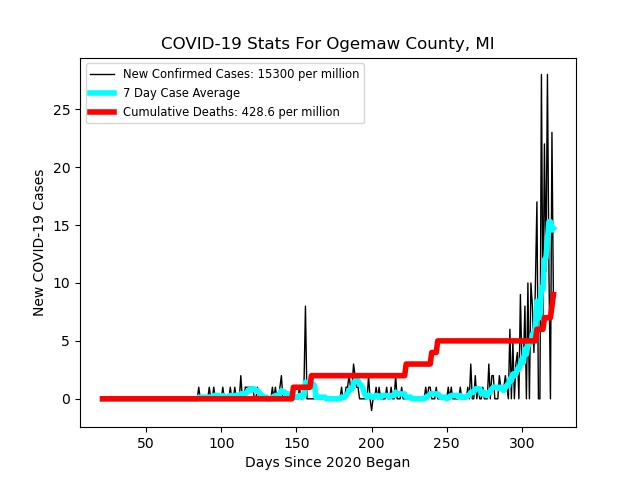 COVID-19 Stats For Ogemaw County, MI
New Confirmed Cases: 15300 per million
7 Day Case Average
Cumulative Deaths: 428.6 per million
New COVID-19 Cases
25
20
15
10
5
0
50 100 150 200 250 300
Days Since 2020 Began